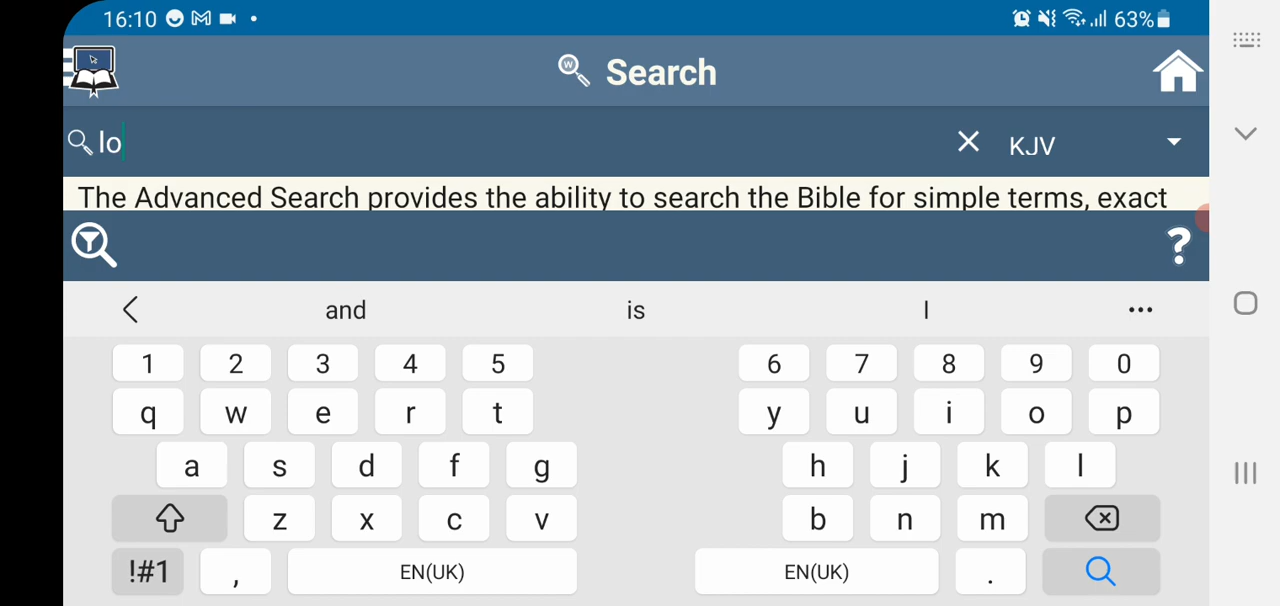 16:10 63%
Search
lo KJV
The Advanced Search provides the ability to search the Bible for simple terms, exact
?
and is I
1 2 3 4 5 6 7 8 9 0
q w e r t y u i o p
a s d f g h j k l
z x c v b n m
!#1 , EN(UK) EN(UK) .